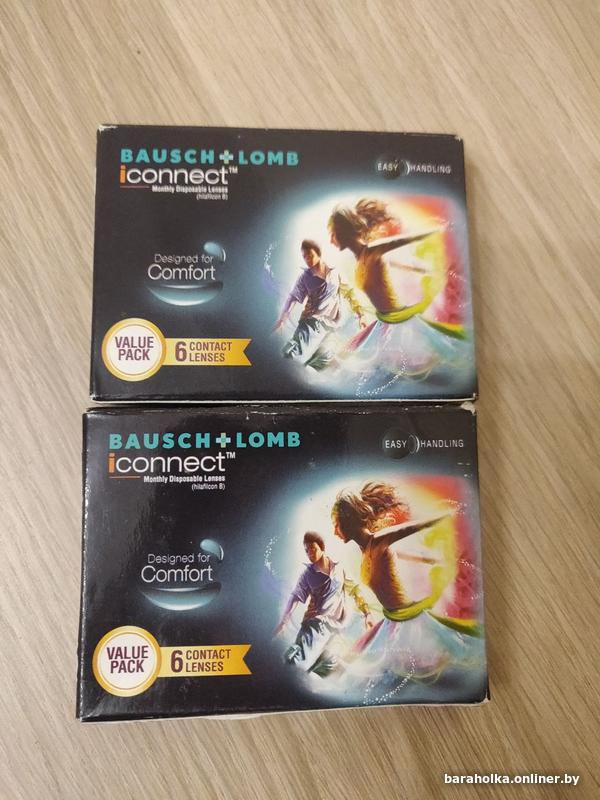 BAUSCH + LOMB
iconnect™
Monthly Disposable Lenses
(hilafilcon B)
EASY HANDLING
Designed for
Comfort
VALUE
PACK
6 CONTACT
LENSES
BAUSCH + LOMB
iconnect™
Monthly Disposable Lenses
(hilafilcon B)
EASY HANDLING
Designed for
Comfort
VALUE
PACK
6 CONTACT
LENSES
baraholka.onliner.by